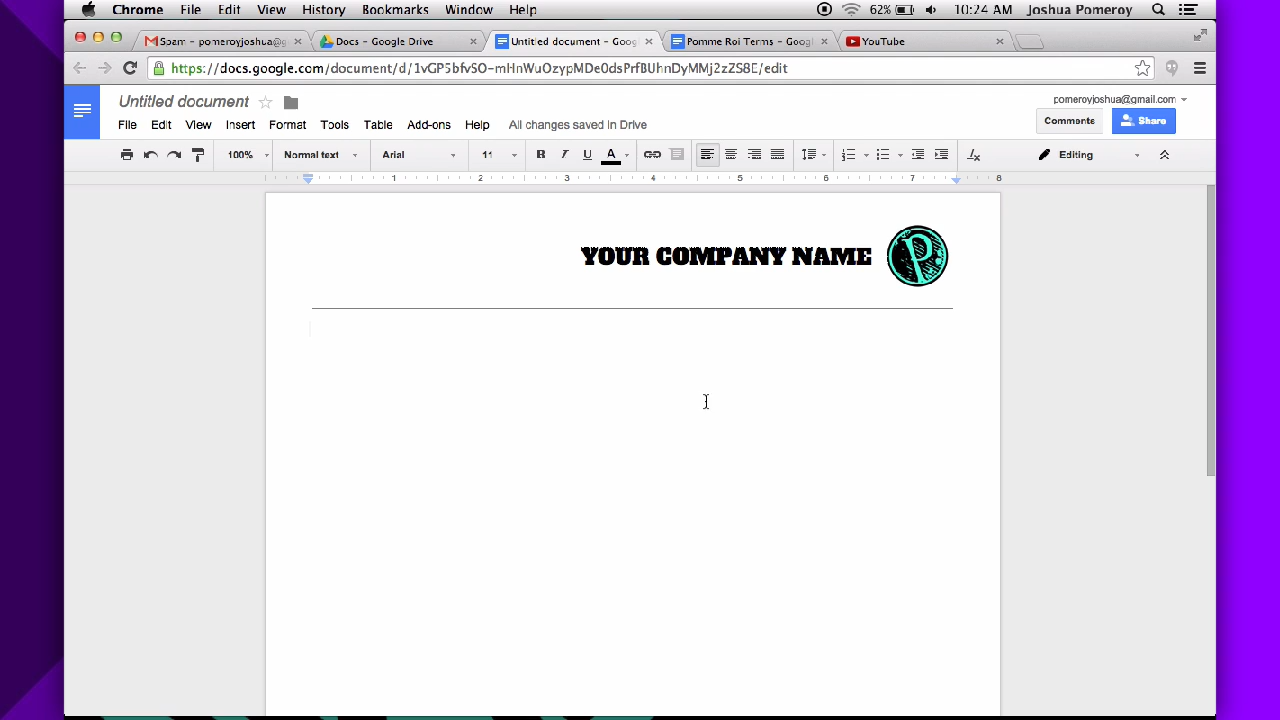 Chrome File Edit View History Bookmarks Window Help 62% 10:24 AM Joshua Pomeroy
Spam – pomeroyjoshua@g Docs – Google Drive Untitled document – Goog Pomme Roi Terms – Googl YouTube
https://docs.google.com/document/d/1vGP5bfvSO-mHnWuOzypMDe0dsPrfBUhnDyMMj2zZS8E/edit
Untitled document pomeroyjoshua@gmail.com
File Edit View Insert Format Tools Table Add-ons Help All changes saved in Drive Comments Share
100% Normal text Arial 11 B I U A Editing
1 2 3 4 5 6 7 8
YOUR COMPANY NAME P